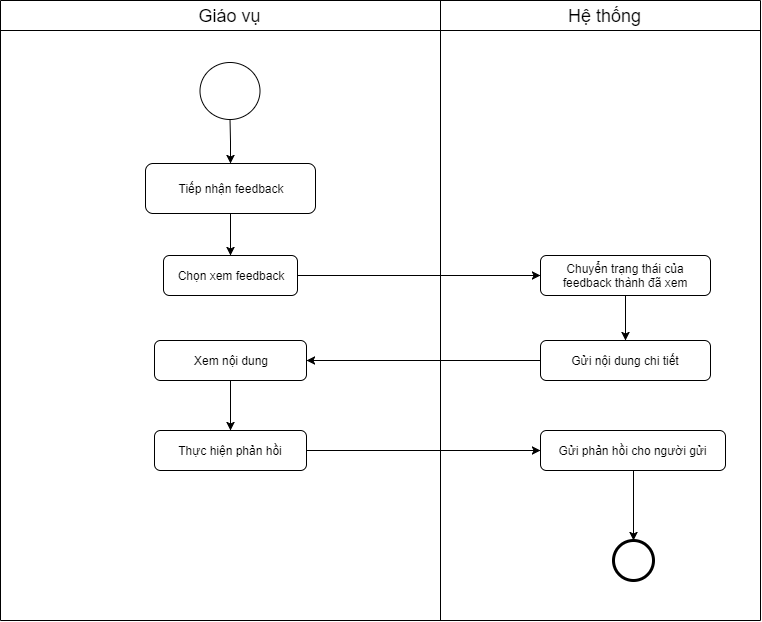 Giáo vụ
Hệ thống
Tiếp nhận feedback
Chọn xem feedback
Chuyển trạng thái của
feedback thành đã xem
Xem nội dung
Gửi nội dung chi tiết
Thực hiện phản hồi
Gửi phản hồi cho người gửi